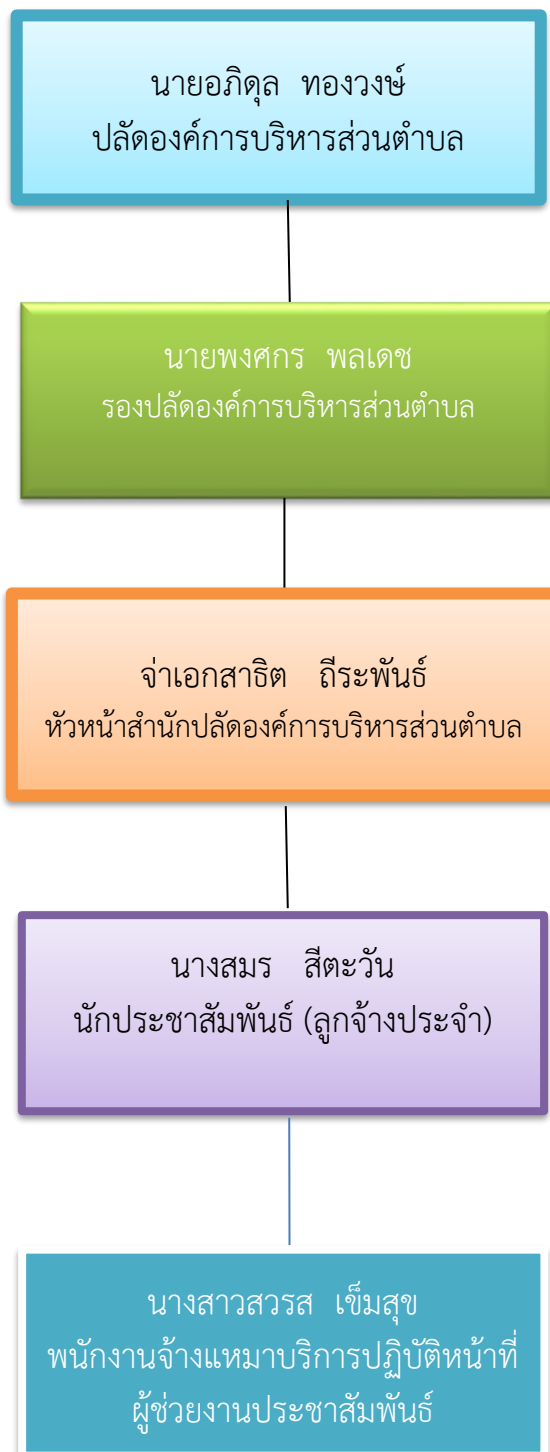 นายอภิดุล ทองวงษ์
ปลัดองค์การบริหารส่วนตำบล
นายพงศกร พลเดช
รองปลัดองค์การบริหารส่วนตำบล
จ่าเอกสาธิต ถีระพันธ์
หัวหน้าสำนักปลัดองค์การบริหารส่วนตำบล
นางสมร สีตะวัน
นักประชาสัมพันธ์ (ลูกจ้างประจำ)
นางสาวสวรส เข็มสุข
พนักงานจ้างแหมาบริการปฏิบัติหน้าที่
ผู้ช่วยงานประชาสัมพันธ์